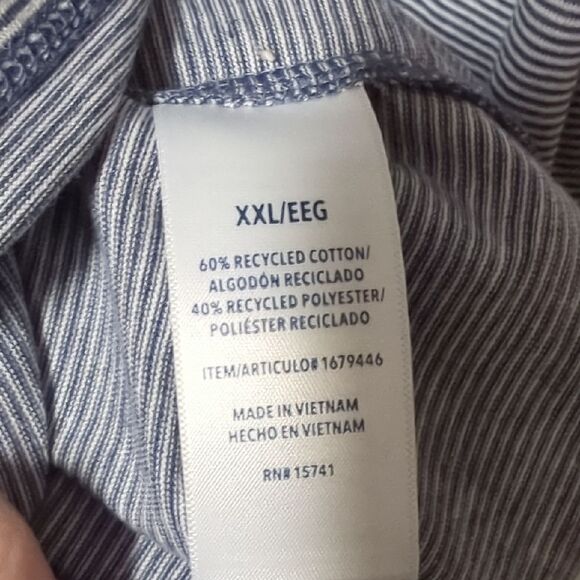 XXL/EEG
60% RECYCLED COTTON/
ALGODÓN RECICLADO
40% RECYCLED POLYESTER/
POLIÉSTER RECICLADO
ITEM/ARTICULO# 1679446
MADE IN VIETNAM
HECHO EN VIETNAM
RN# 15741